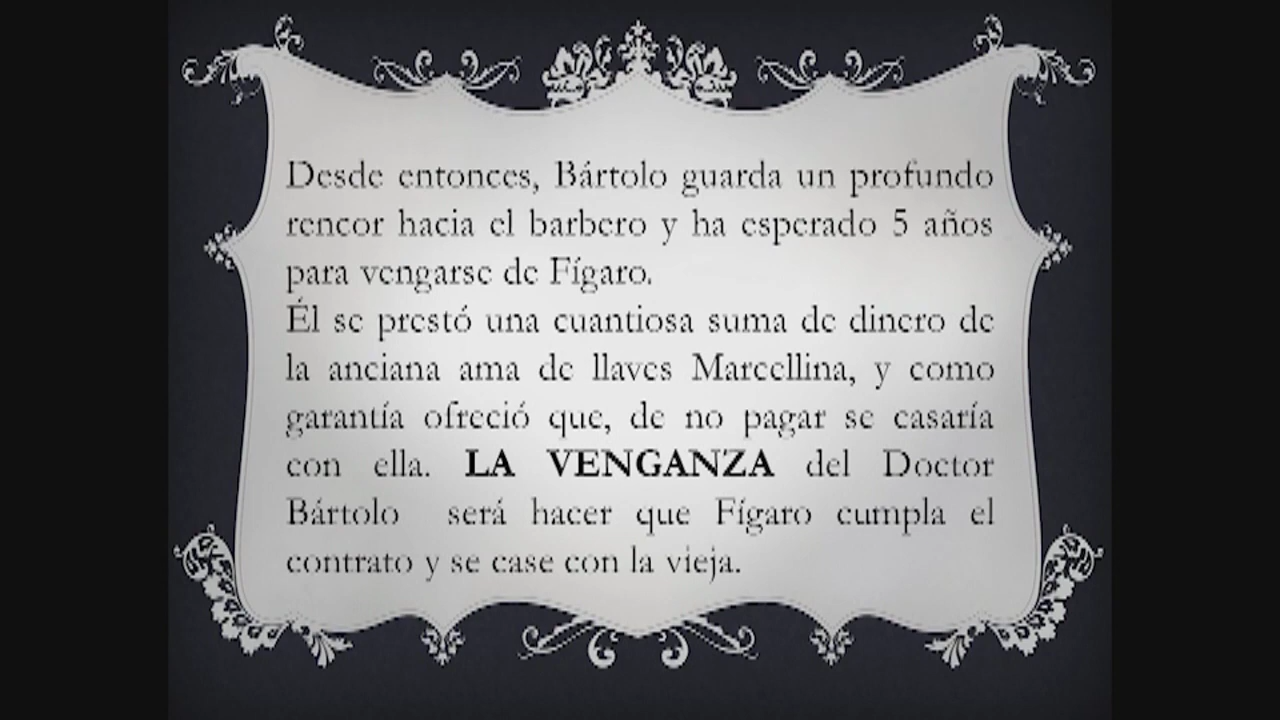 Desde entonces, Bártolo guarda un profundo
rencor hacia el barbero y ha esperado 5 años
para vengarse de Fígaro.
Él se prestó una cuantiosa suma de dinero de
la anciana ama de llaves Marcellina, y como
garantía ofreció que, de no pagar se casaría
con ella. LA VENGANZA del Doctor
Bártolo será hacer que Fígaro cumpla el
contrato y se case con la vieja.